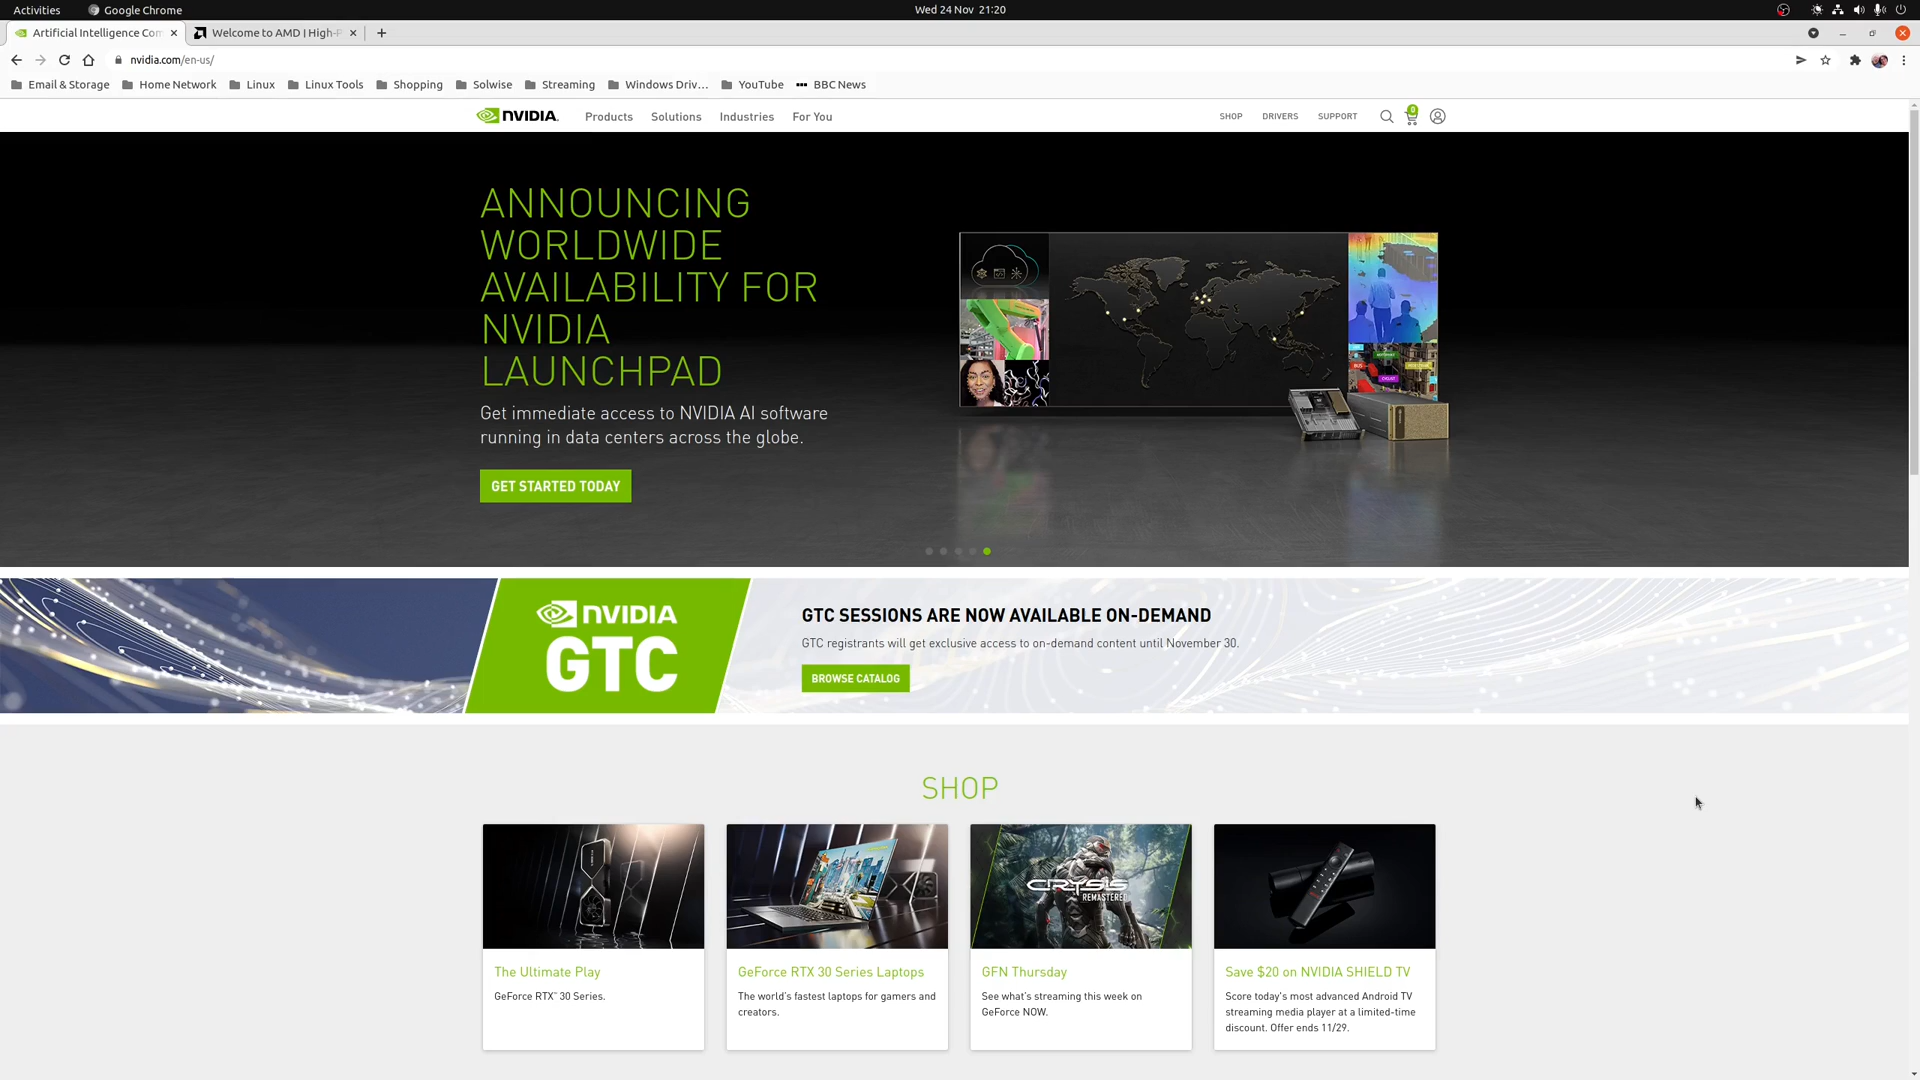 Activities
Google Chrome
Wed 24 Nov 21:20
Artificial Intelligence Com
Welcome to AMD | High-P
nvidia.com/en-us/
Email & Storage
Home Network
Linux
Linux Tools
Shopping
Solwise
Streaming
Windows Driv…
YouTube
BBC News
NVIDIA.
Products
Solutions
Industries
For You
SHOP
DRIVERS
SUPPORT
0
ANNOUNCING
WORLDWIDE
AVAILABILITY FOR
NVIDIA
LAUNCHPAD
Get immediate access to NVIDIA AI software
running in data centers across the globe.
GET STARTED TODAY
NVIDIA
GTC
GTC SESSIONS ARE NOW AVAILABLE ON-DEMAND
GTC registrants will get exclusive access to on-demand content until November 30.
BROWSE CATALOG
SHOP
CRYSIS
REMASTERED
The Ultimate Play
GeForce RTX™ 30 Series.
GeForce RTX 30 Series Laptops
The world's fastest laptops for gamers and
creators.
GFN Thursday
See what's streaming this week on
GeForce NOW.
Save $20 on NVIDIA SHIELD TV
Score today's most advanced Android TV
streaming media player at a limited-time
discount. Offer ends 11/29.